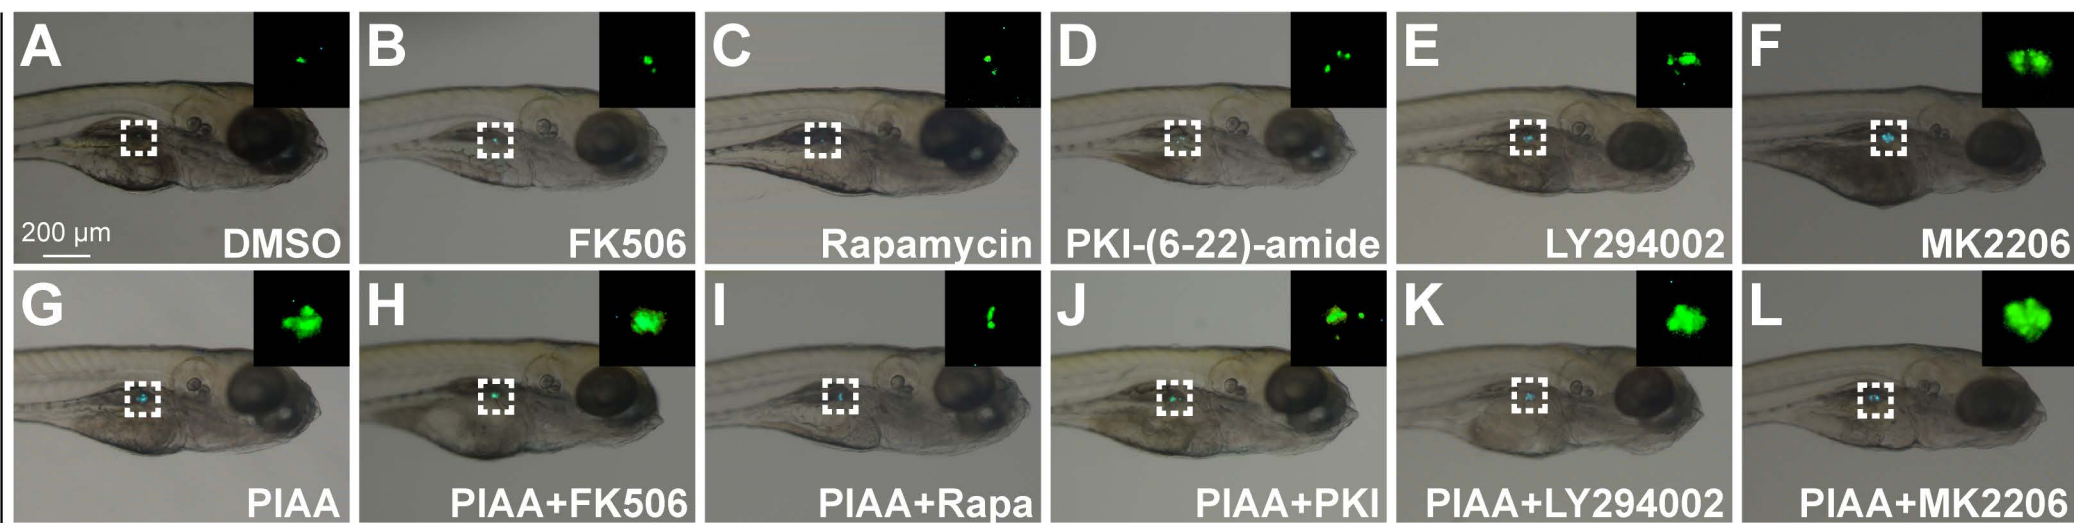 A
B
C
D
E
F
200 µm
DMSO
FK506
Rapamycin
PKI-(6-22)-amide
LY294002
MK2206
G
H
I
J
K
L
PIAA
PIAA+FK506
PIAA+Rapa
PIAA+PKI
PIAA+LY294002
PIAA+MK2206